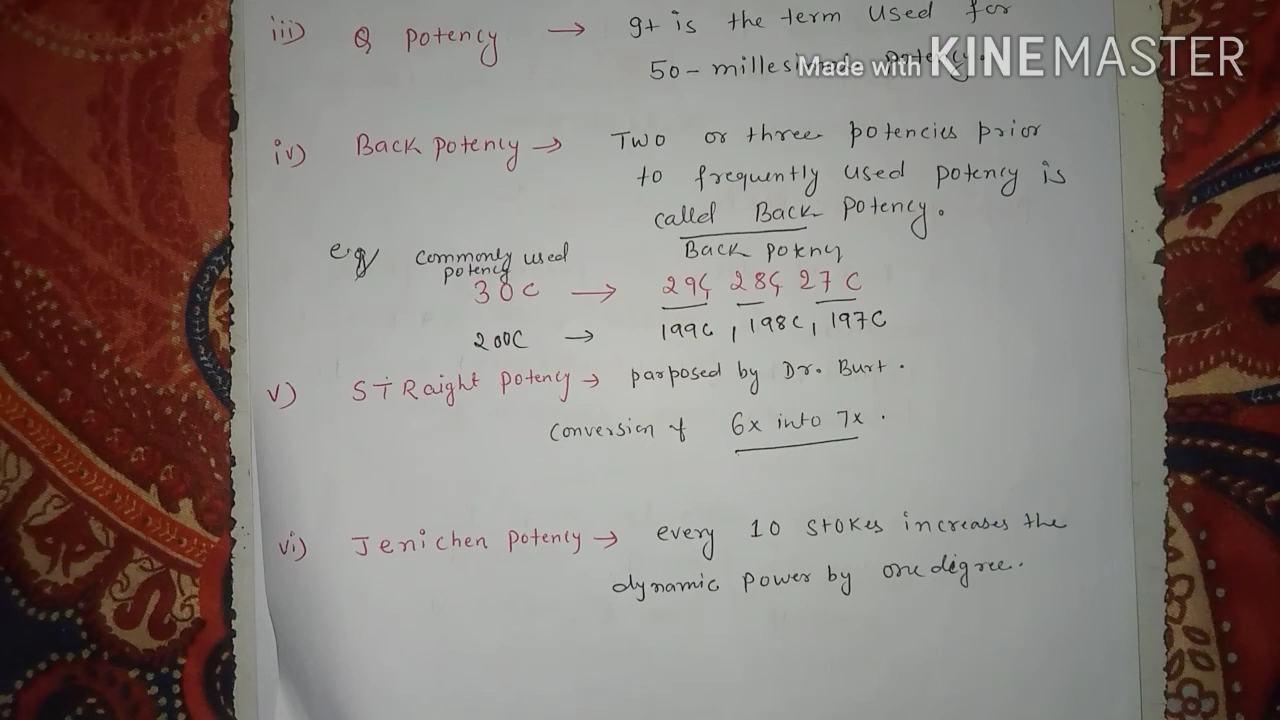 iii) Q potency → It is the term used for
50-millesi
Made with KINEMASTER
iv) Back potency → Two or three potencies prior
to frequently used potency is
called Back Potency.
eg commonly used Back potency
potency
30C → 29C 28C 27C
200C → 199C, 198C, 197C
v) STRaight potency → parposed by Dr. Burt.
conversion of 6x into 7x.
vi) Jenichen potency → every 10 stokes increases the
dynamic power by one degree.